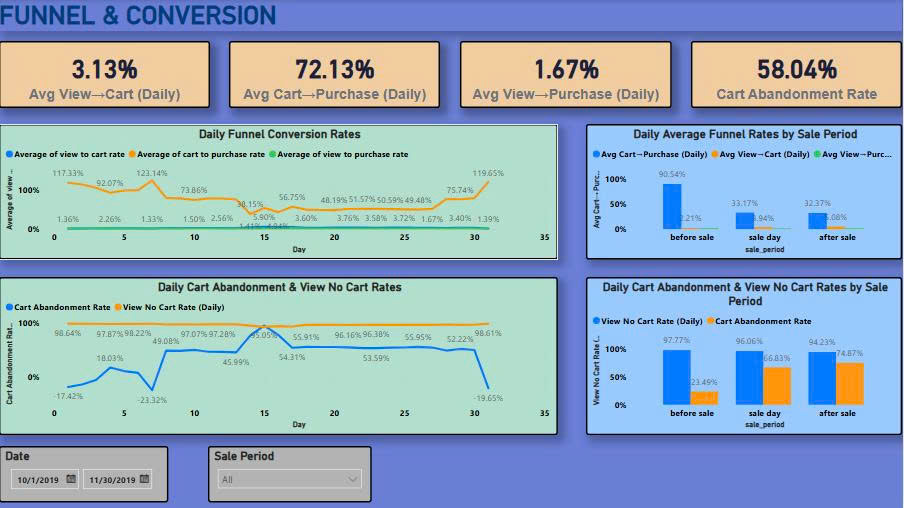 FUNNEL & CONVERSION
3.13%
Avg View→Cart (Daily)
72.13%
Avg Cart→Purchase (Daily)
1.67%
Avg View→Purchase (Daily)
58.04%
Cart Abandonment Rate
Daily Funnel Conversion Rates
Average of view to cart rate Average of cart to purchase rate Average of view to purchase rate
Average of view ...
100%
0%
117.33% 92.07% 123.14% 73.86% 38.15% 56.75% 48.19% 51.57% 50.59% 49.48% 75.74% 119.65%
1.36% 2.26% 1.33% 1.50% 2.56% 5.90% 3.60% 3.76% 3.58% 3.72% 1.67% 3.40% 1.39%
0 5 10 15 20 25 30 35
Day
Daily Average Funnel Rates by Sale Period
Avg Cart→Purchase (Daily) Avg View→Cart (Daily) Avg View→Purc...
Avg Cart→Purc...
100%
50%
0%
90.54% 2.21% 33.17% 4.94% 32.37% 5.08%
before sale sale day after sale
sale_period
Daily Cart Abandonment & View No Cart Rates
Cart Abandonment Rate View No Cart Rate (Daily)
Cart Abandonment Rat...
100%
0%
98.64% 97.87% 98.22% 97.07% 97.28% 95.05% 96.16% 96.38% 98.61%
-17.42% 18.03% -23.32% 49.08% 45.99% 54.31% 55.91% 53.59% 55.95% 52.22% -19.65%
0 5 10 15 20 25 30 35
Day
Daily Cart Abandonment & View No Cart Rates by Sale
Period
View No Cart Rate (Daily) Cart Abandonment Rate
View No Cart Rate (...
100%
50%
0%
97.77% 23.49% 96.06% 66.83% 94.23% 74.87%
before sale sale day after sale
sale_period
Date
10/1/2019 11/30/2019
Sale Period
All